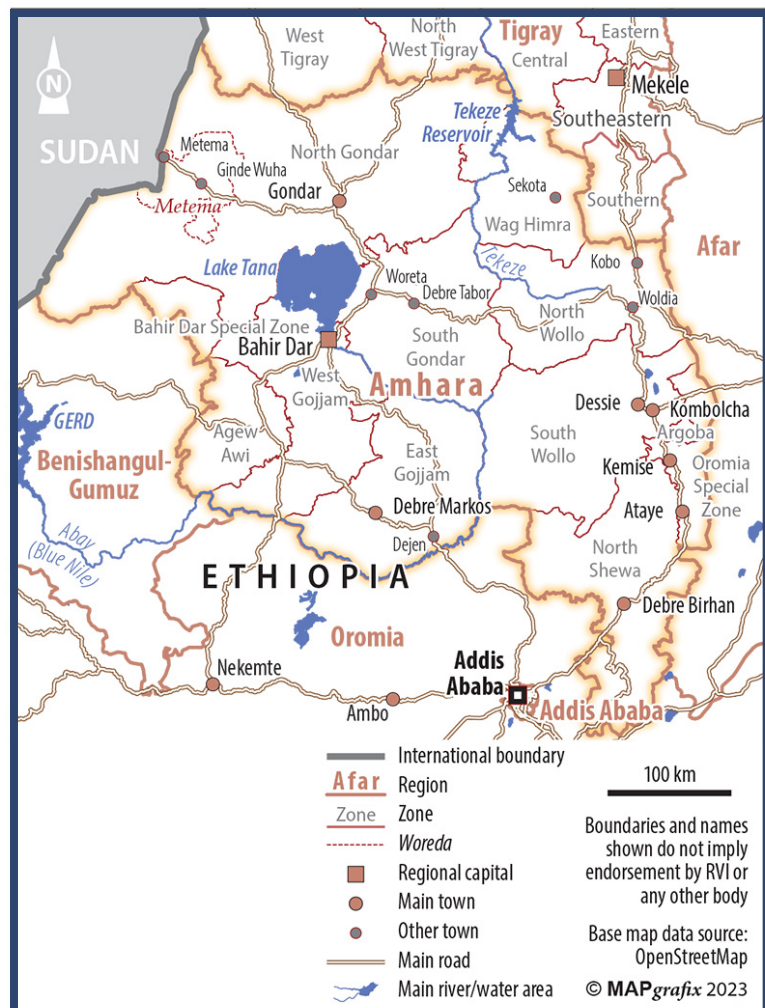 North
West Tigray
West
Tigray
Tigray
Central
Eastern
Mekele
Southeastern
N
Tekeze
Reservoir
SUDAN
Metema
Ginde Wuha
North Gondar
Gondar
Metema
Sekota
Wag Himra
Southern
Afar
Lake Tana
Tekeze
Kobo
Woreta
Debre Tabor
Woldia
North
Wollo
Bahir Dar Special Zone
Bahir Dar
South
Gondar
West
Gojjam
Amhara
Dessie
Kombolcha
Argoba
GERD
Benishangul-
Gumuz
Agew
Awi
East
Gojjam
South
Wollo
Kemise
Oromia
Special
Zone
Debre Markos
Ataye
Abay
(Blue Nile)
Dejen
North
Shewa
ETHIOPIA
Debre Birhan
Oromia
Nekemte
Ambo
Addis
Ababa
Addis Ababa
International boundary
Afar Region
Zone Zone
Woreda
Regional capital
Main town
Other town
Main road
Main river/water area
100 km
Boundaries and names
shown do not imply
endorsement by RVI or
any other body
Base map data source:
OpenStreetMap
© MAPgrafix 2023